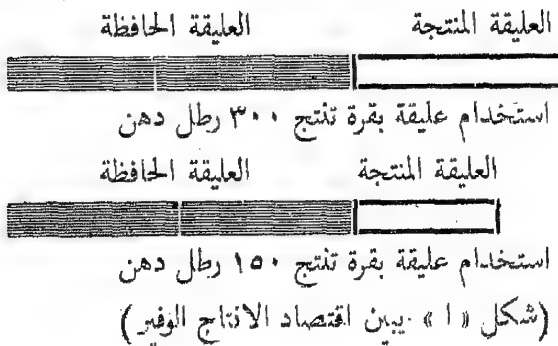 العليقة المنتجة العليقة الحافظة
استخدام عليقة بقرة تنتج ٣٠٠ رطل دهن
العليقة المنتجة العليقة الحافظة
استخدام عليقة بقرة تنتج ١٥٠ رطل دهن
(شكل « ا » يبين اقتصاد الانتاج الوفير)